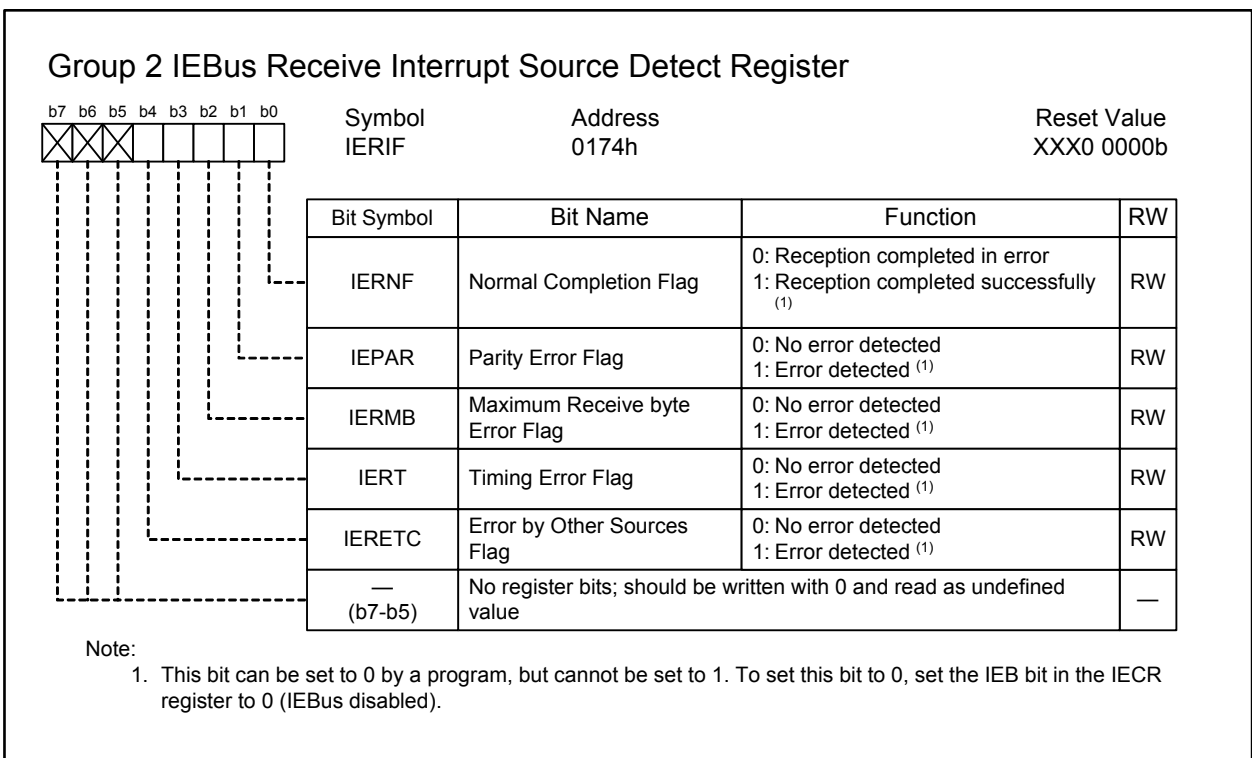 Group 2 IEBus Receive Interrupt Source Detect Register
b7 b6 b5 b4 b3 b2 b1 b0
Symbol Address Reset Value
IERIF 0174h XXX0 0000b
Bit Symbol Bit Name Function RW
IERNF Normal Completion Flag 0: Reception completed in error
1: Reception completed successfully
(1) RW
IEPAR Parity Error Flag 0: No error detected
1: Error detected (1) RW
IERMB Maximum Receive byte
Error Flag 0: No error detected
1: Error detected (1) RW
IERT Timing Error Flag 0: No error detected
1: Error detected (1) RW
IERETC Error by Other Sources
Flag 0: No error detected
1: Error detected (1) RW
—
(b7-b5) No register bits; should be written with 0 and read as undefined
value —
Note:
1. This bit can be set to 0 by a program, but cannot be set to 1. To set this bit to 0, set the IEB bit in the IECR
register to 0 (IEBus disabled).